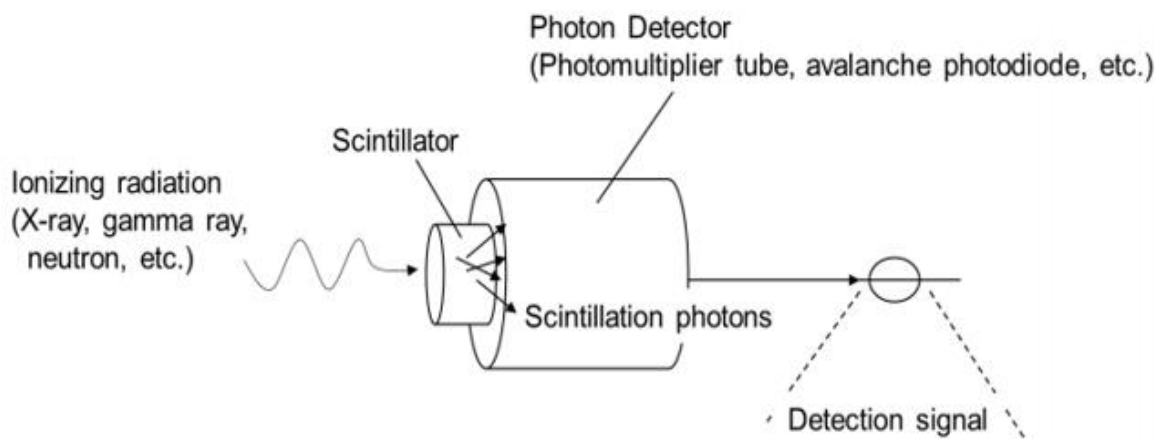 Photon Detector
(Photomultiplier tube, avalanche photodiode, etc.)
Scintillator
Ionizing radiation
(X-ray, gamma ray,
neutron, etc.)
Scintillation photons
Detection signal